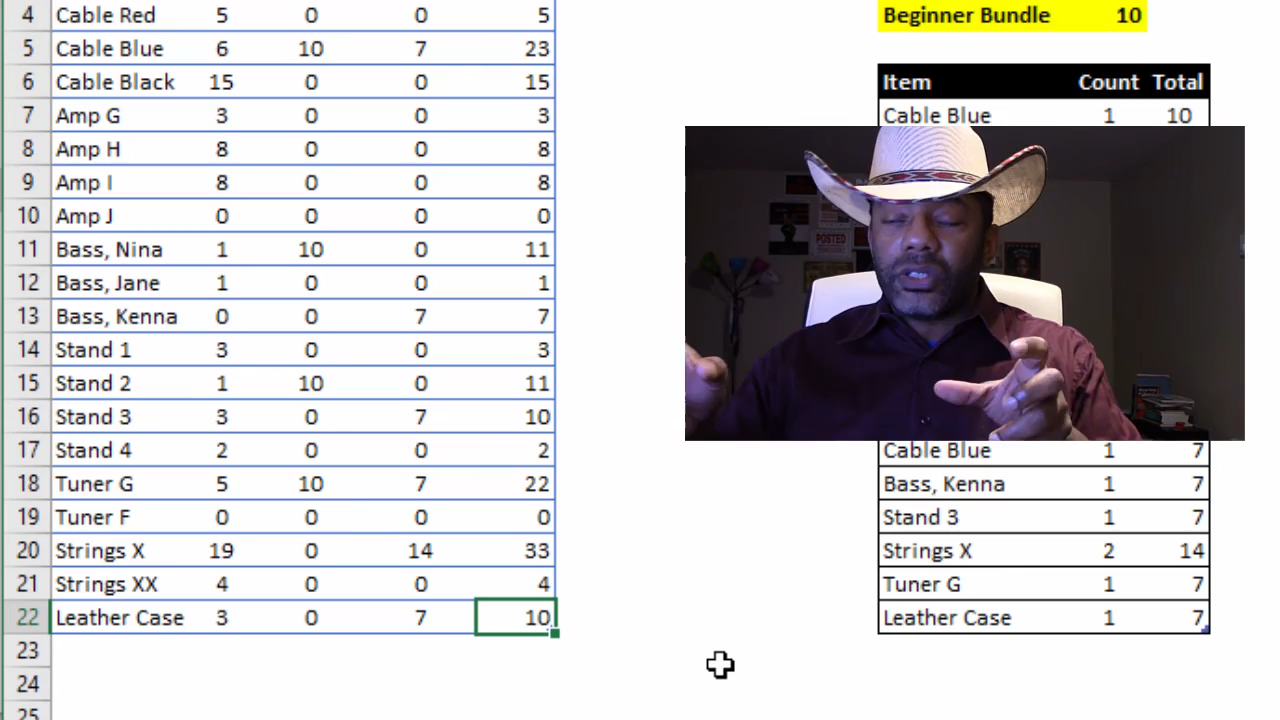 4 Cable Red 5 0 0 5 Beginner Bundle 10
5 Cable Blue 6 10 7 23
6 Cable Black 15 0 0 15 Item Count Total
7 Amp G 3 0 0 3 Cable Blue 1 10
8 Amp H 8 0 0 8
9 Amp I 8 0 0 8
10 Amp J 0 0 0 0
POSTED
11 Bass, Nina 1 10 0 11
12 Bass, Jane 1 0 0 1
13 Bass, Kenna 0 0 7 7
14 Stand 1 3 0 0 3
15 Stand 2 1 10 0 11
16 Stand 3 3 0 7 10
17 Stand 4 2 0 0 2 Cable Blue 1 7
18 Tuner G 5 10 7 22 Bass, Kenna 1 7
19 Tuner F 0 0 0 0 Stand 3 1 7
20 Strings X 19 0 14 33 Strings X 2 14
21 Strings XX 4 0 0 4 Tuner G 1 7
22 Leather Case 3 0 7 10 Leather Case 1 7
23
24
25